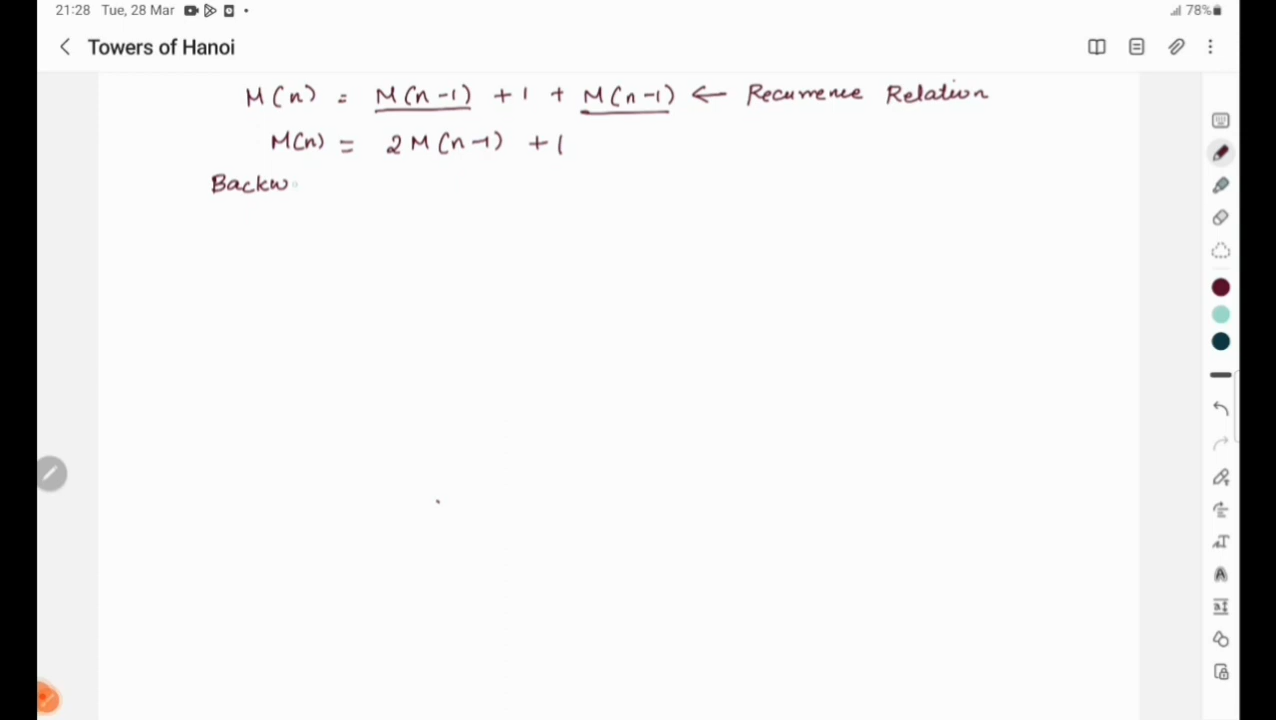 21:28 Tue, 28 Mar 78%
Towers of Hanoi
M(n) = M(n-1) + 1 + M(n-1) ← Recurrence Relation
M(n) = 2M(n-1) + 1
Backw